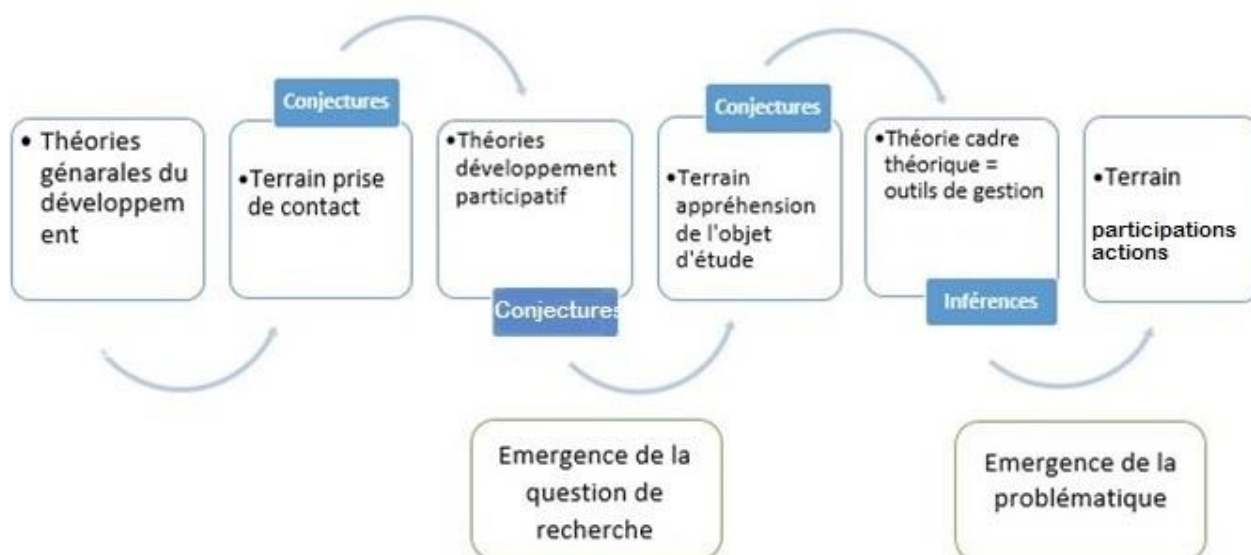 • Théories
génarales du
développem
ent
Conjectures
•Terrain prise
de contact
•Théories
développement
participatif
Conjectures
Conjectures
•Terrain
appréhension
de l'objet
d'étude
•Théorie cadre
théorique =
outils de gestion
Inférences
•Terrain
participations
actions
Emergence de la
question de
recherche
Emergence de la
problématique